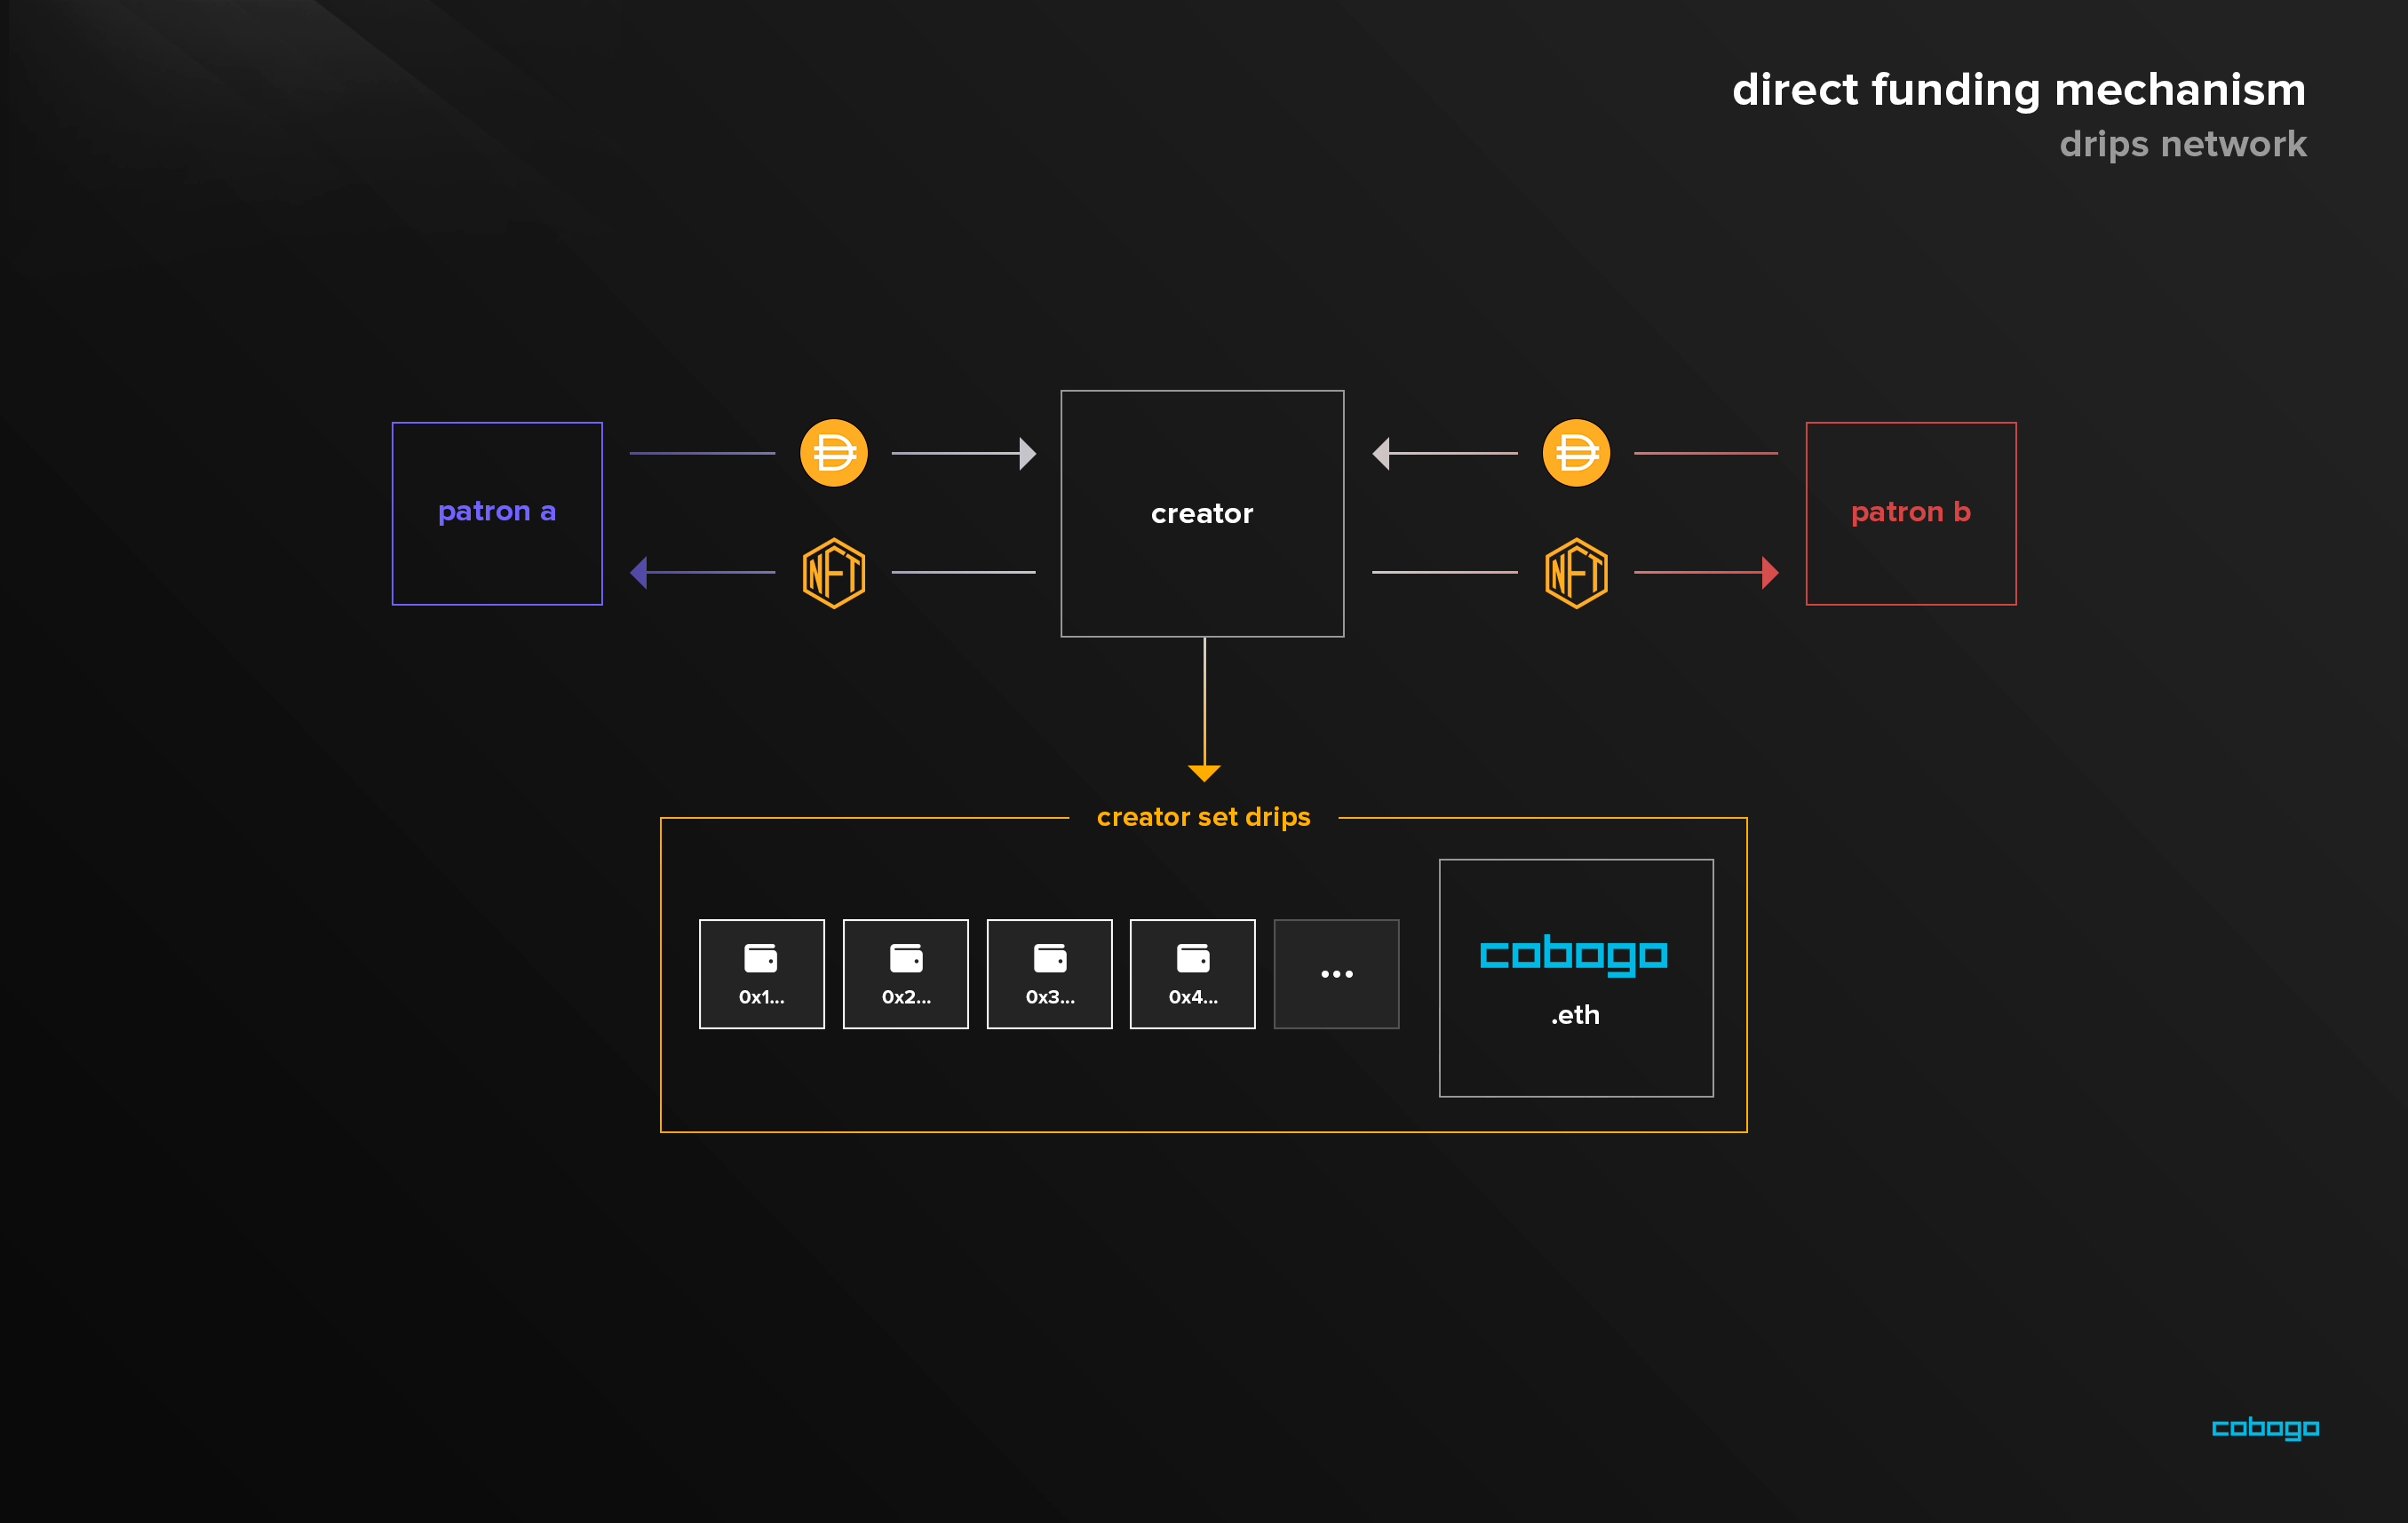 direct funding mechanism
drips network
patron a
creator
patron b
NFT
NFT
creator set drips
0x1...
0x2...
0x3...
0x4...
...
cobogo
.eth
cobogo